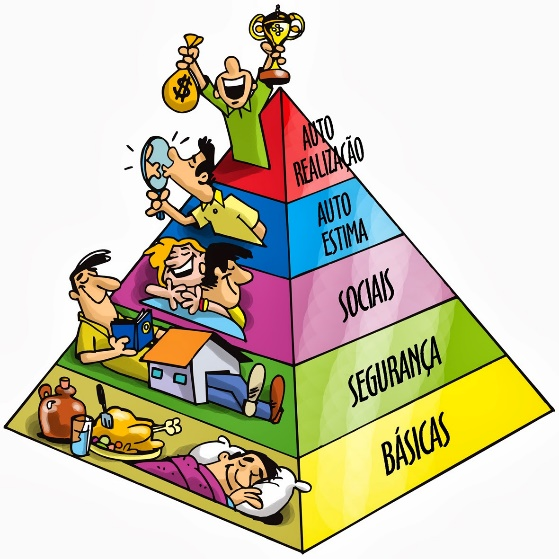 $
AUTO
REALIZAÇÃO
AUTO
ESTIMA
SOCIAIS
SEGURANÇA
BÁSICAS